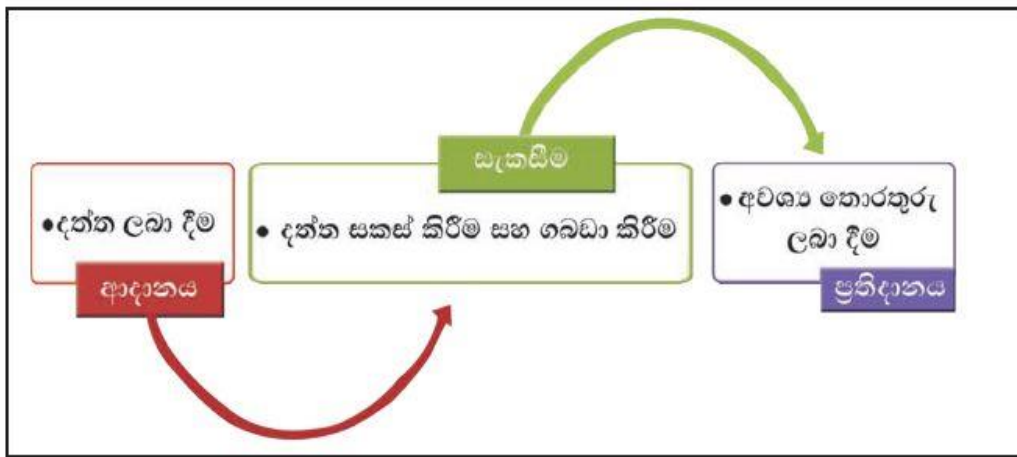 •දත්ත ලබා දීම
ආදානය
සැකසීම
• දත්ත සකස් කිරීම සහ ගබඩා කිරීම
• අවශ්‍ය තොරතුරු
ලබා දීම
ප්‍රතිදානය